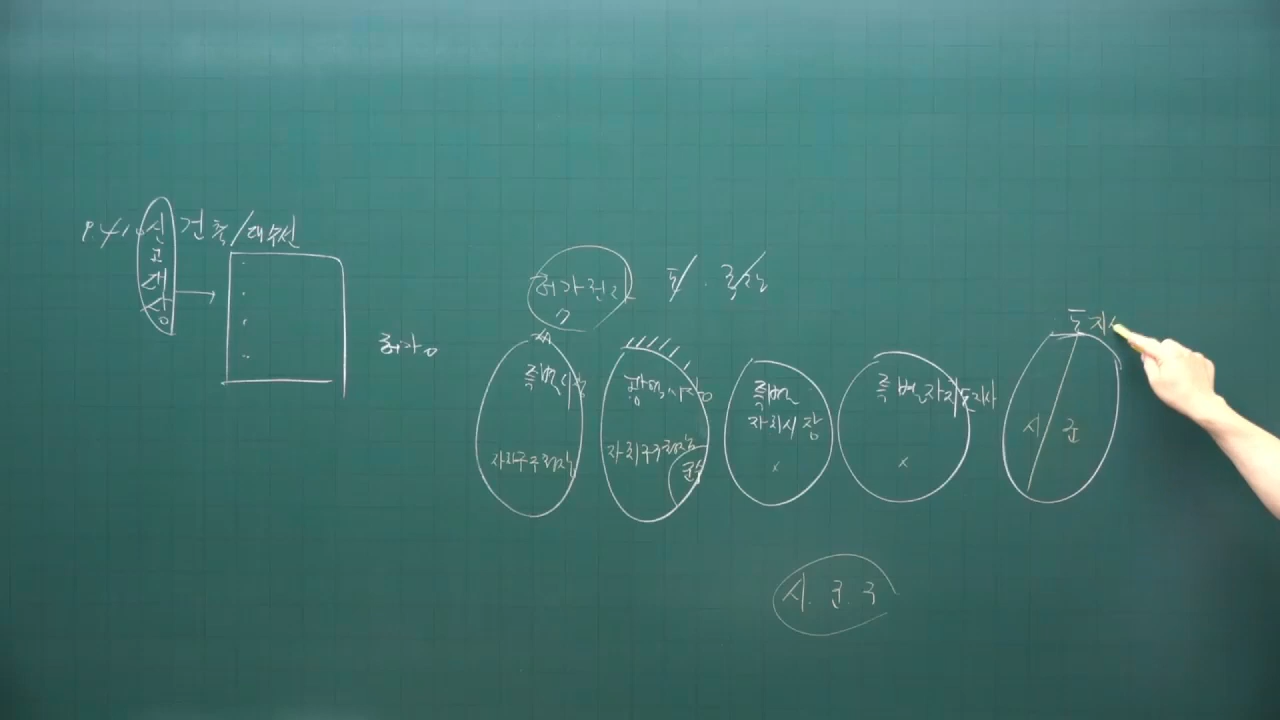 P.41. 신고대상
건축/대수선
허가
허가권자
특별시장
자치구구청장
광역시장
자치구구청장
군수
특별
자치시장
x
특별자치도지사
x
도지사
시 군
시. 군. 구